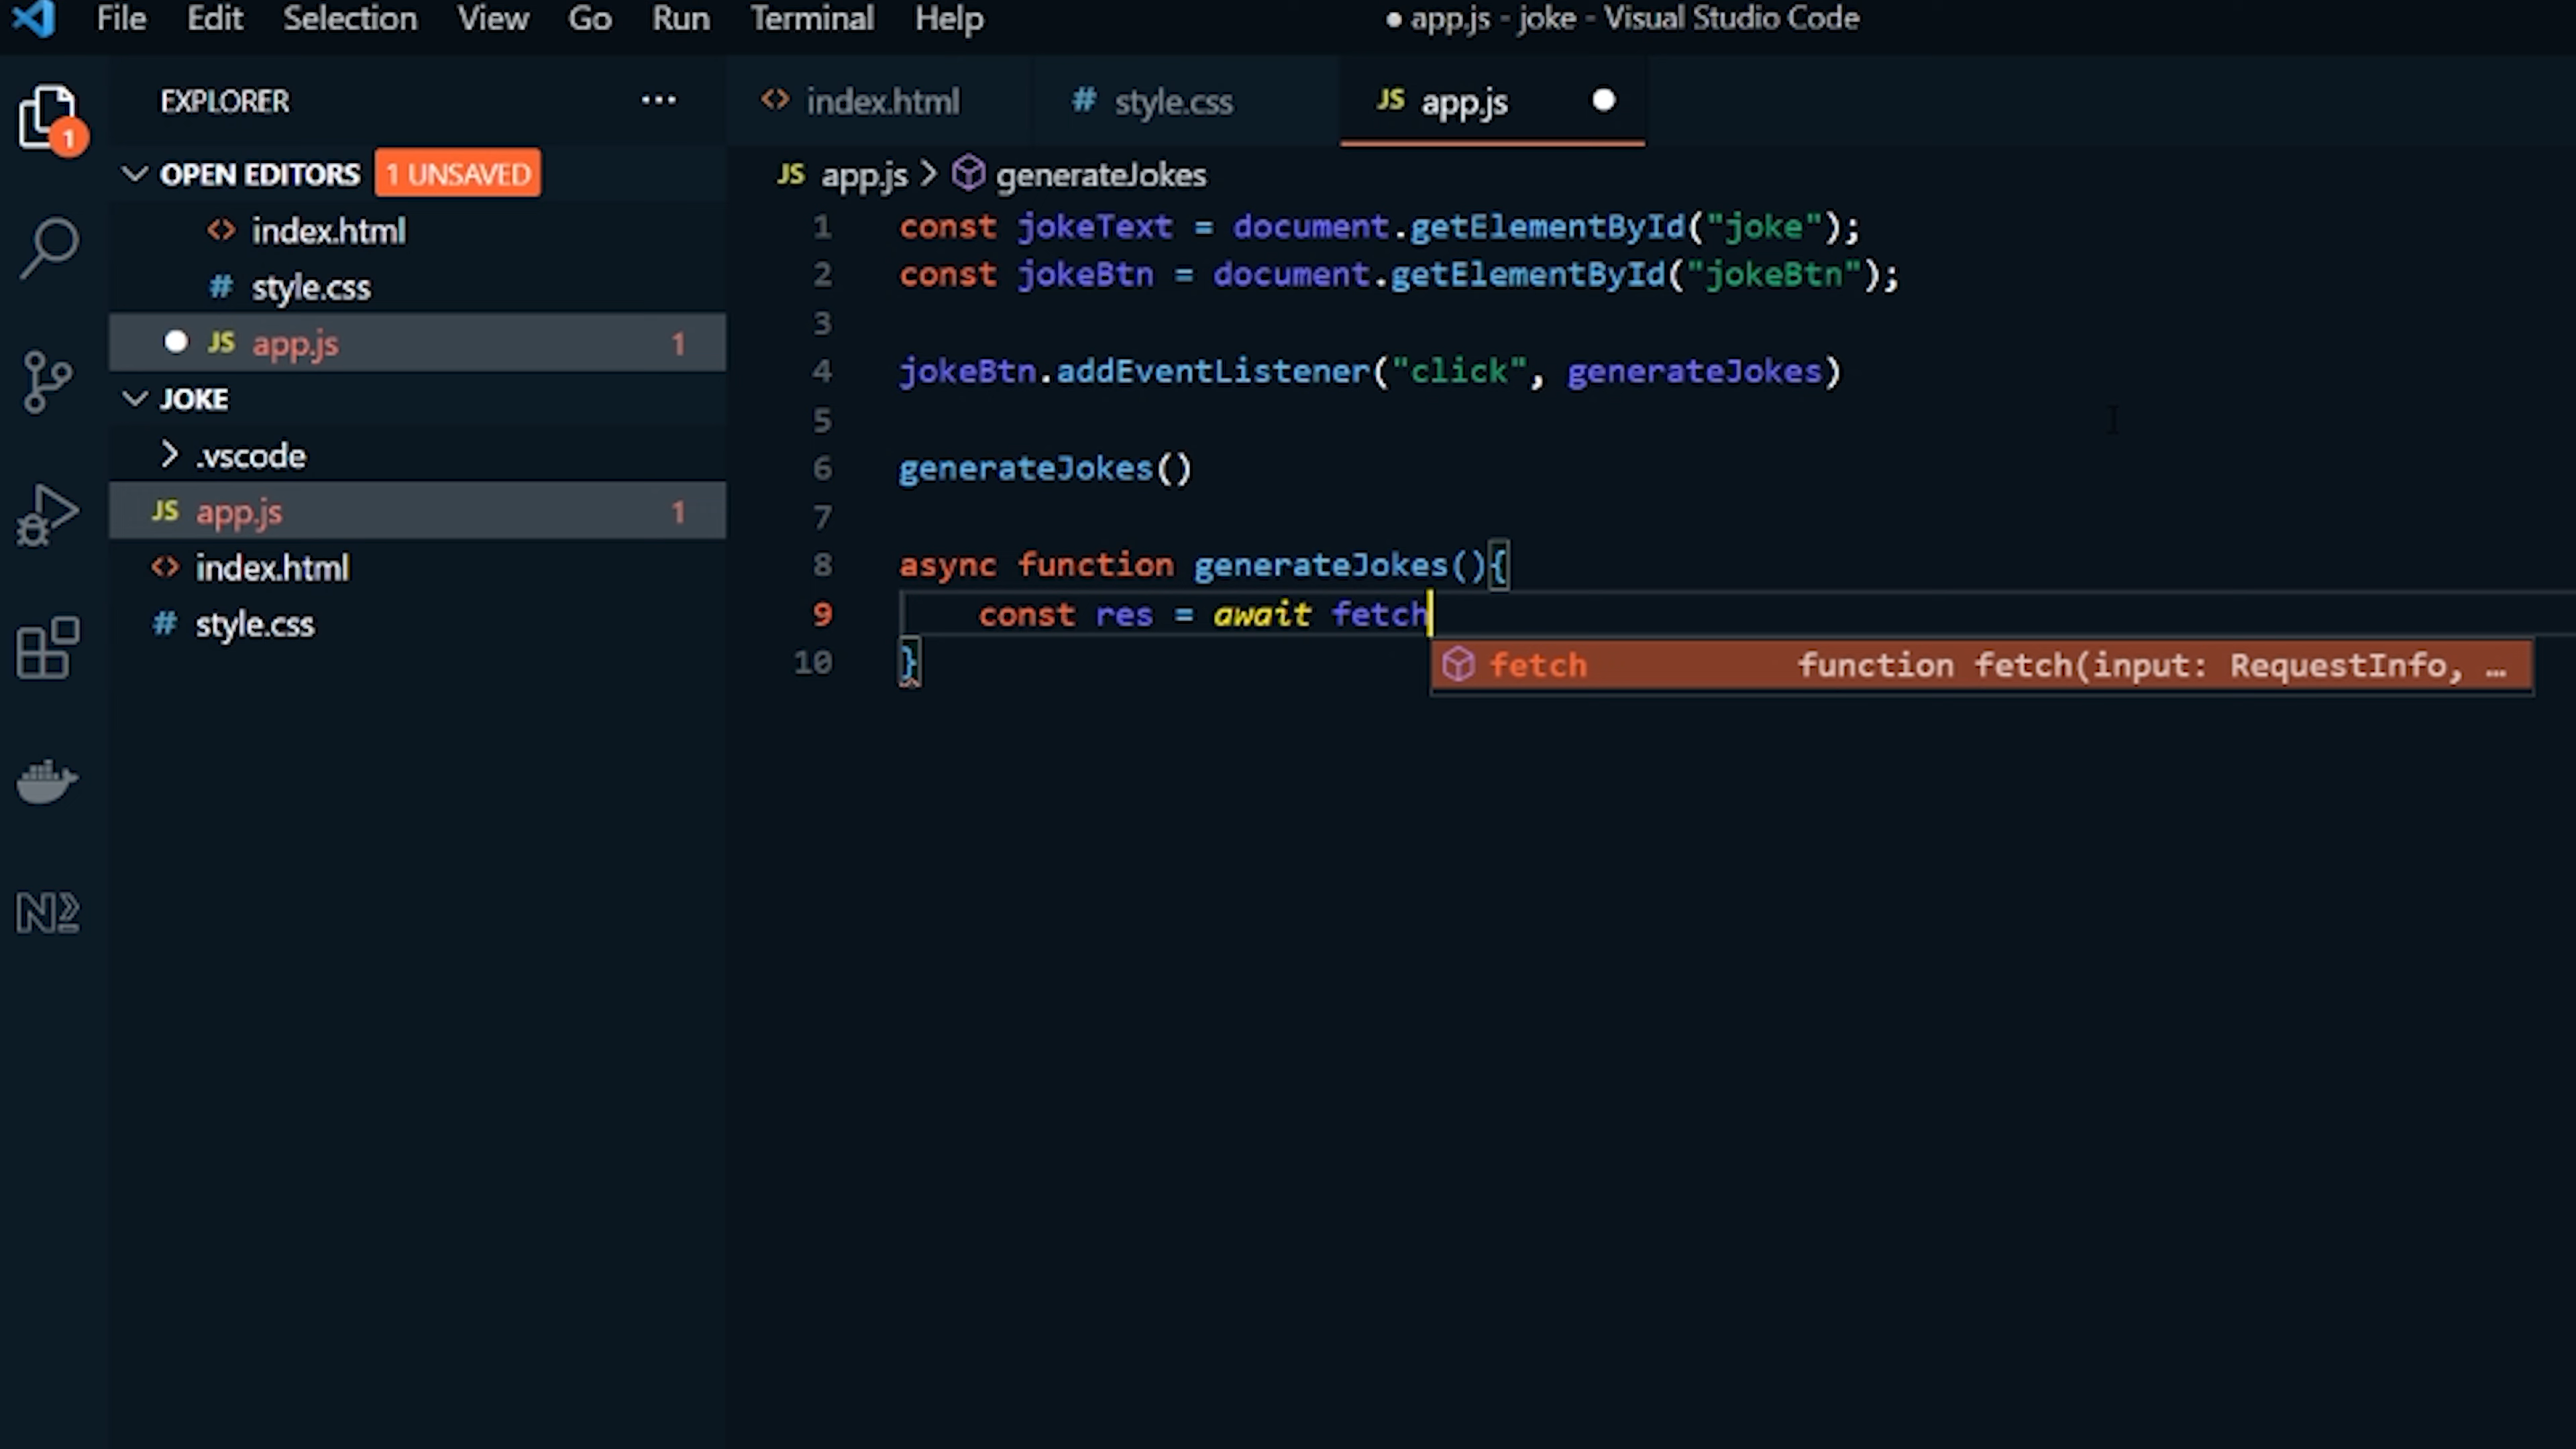 File Edit Selection View Go Run Terminal Help
● app.js - joke - Visual Studio Code
EXPLORER ...
1
OPEN EDITORS 1 UNSAVED
<> index.html
# style.css
JS app.js 1
JOKE
.vscode
JS app.js 1
<> index.html
# style.css
<> index.html
# style.css
JS app.js
JS app.js > generateJokes
1 const jokeText = document.getElementById("joke");
2 const jokeBtn = document.getElementById("jokeBtn");
3
4 jokeBtn.addEventListener("click", generateJokes)
5
6 generateJokes()
7
8 async function generateJokes(){
9 const res = await fetch
10 }
fetch function fetch(input: RequestInfo, …